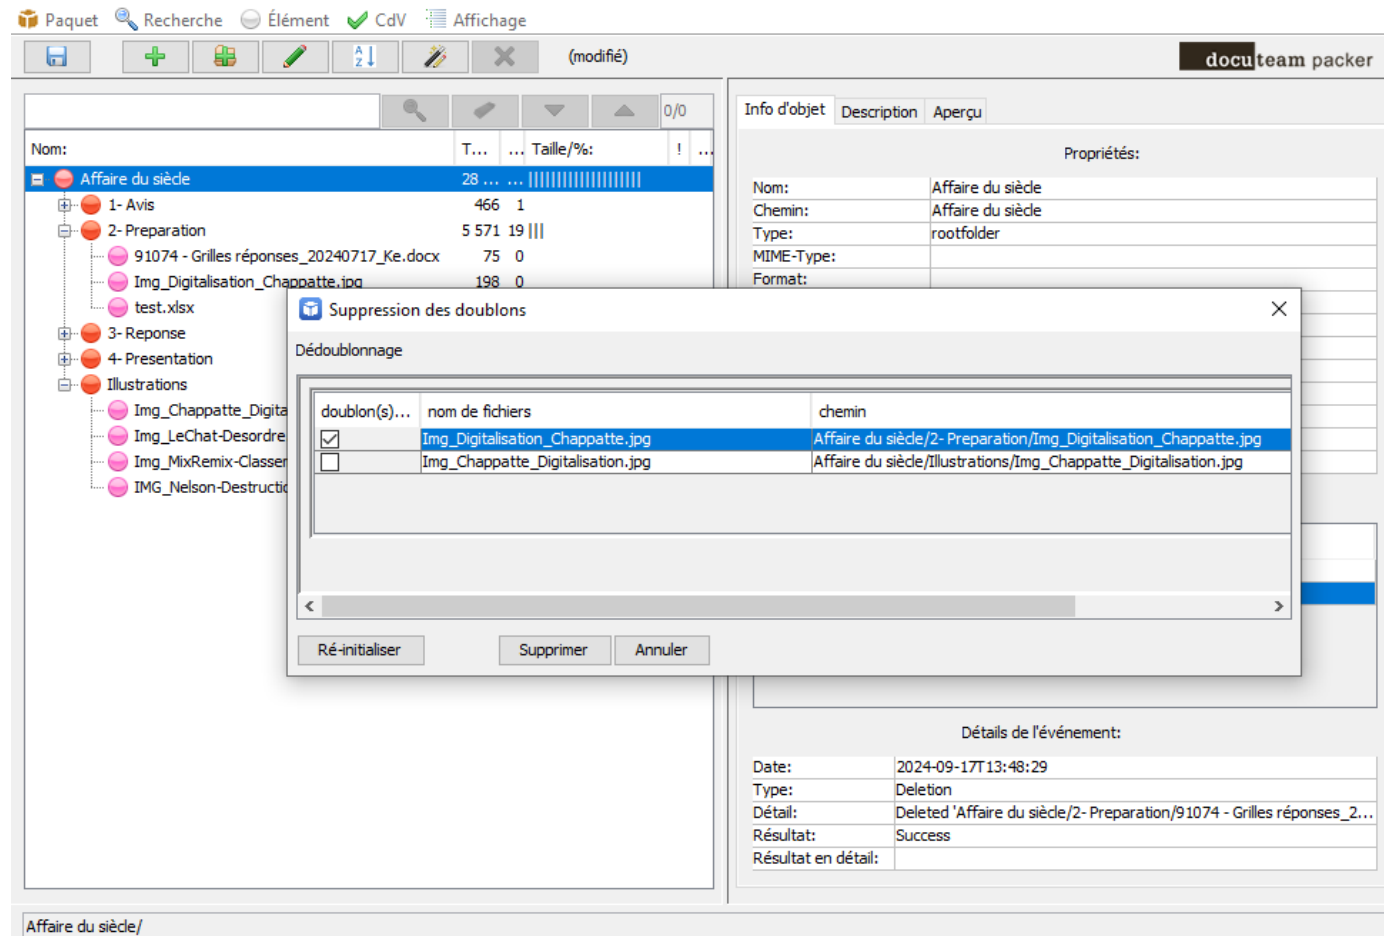 Paquet Recherche Élément CdV Affichage
(modifié)
docuteam packer
0/0
Nom: T... ... Taille/%: ! ...
Affaire du siècle 28 ... ...
1- Avis 466 1
2- Preparation 5 571 19
91074 - Grilles réponses_20240717_Ke.docx 75 0
Img_Digitalisation_Chappatte.jpg 198 0
test.xlsx
3- Reponse
4- Presentation
Illustrations
Img_Chappatte_Digita
Img_LeChat-Desordre
Img_MixRemix-Classer
IMG_Nelson-Destructio
Info d'objet Description Aperçu
Propriétés:
Nom: Affaire du siècle
Chemin: Affaire du siècle
Type: rootfolder
MIME-Type:
Format:
Suppression des doublons
Dédoublonnage
doublon(s)... nom de fichiers chemin
Img_Digitalisation_Chappatte.jpg Affaire du siècle/2- Preparation/Img_Digitalisation_Chappatte.jpg
Img_Chappatte_Digitalisation.jpg Affaire du siècle/Illustrations/Img_Chappatte_Digitalisation.jpg
Ré-initialiser Supprimer Annuler
Détails de l'événement:
Date: 2024-09-17T13:48:29
Type: Deletion
Détail: Deleted 'Affaire du siècle/2- Preparation/91074 - Grilles réponses_2...
Résultat: Success
Résultat en détail:
Affaire du siècle/